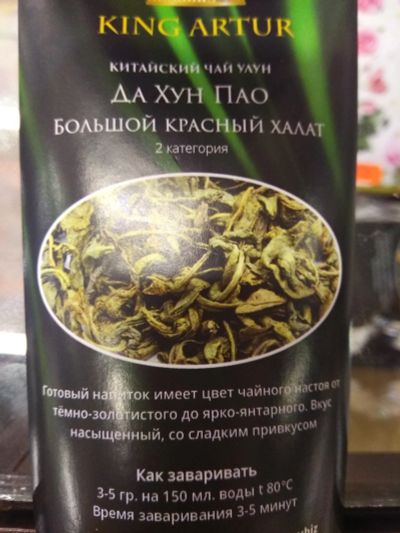 KING ARTUR
КИТАЙСКИЙ ЧАЙ УЛУН
ДА ХУН ПАО
БОЛЬШОЙ КРАСНЫЙ ХАЛАТ
2 категория
Готовый напиток имеет цвет чайного настоя от
тёмно-золотистого до ярко-янтарного. Вкус
насыщенный, со сладким привкусом
Как заваривать
3-5 гр. на 150 мл. воды t 80°С
Время заваривания 3-5 минут